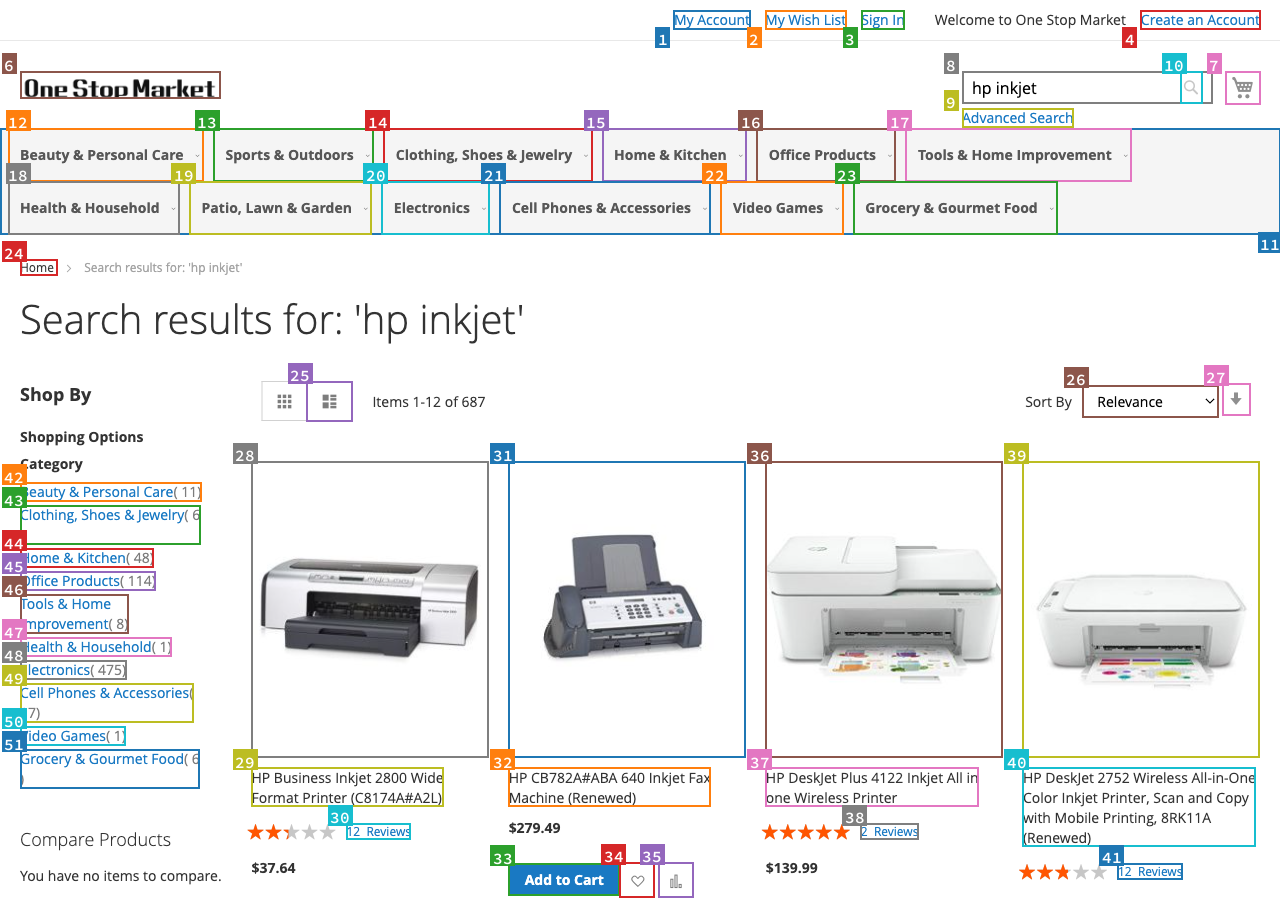 My Account
My Wish List
Sign In
Welcome to One Stop Market
Create an Account
1
2
3
4
6
8
10
7
One Stop Market
hp inkjet
9
Advanced Search
12
13
14
15
16
17
Beauty & Personal Care
Sports & Outdoors
Clothing, Shoes & Jewelry
Home & Kitchen
Office Products
Tools & Home Improvement
18
19
20
21
22
23
Health & Household
Patio, Lawn & Garden
Electronics
Cell Phones & Accessories
Video Games
Grocery & Gourmet Food
11
24
Home
Search results for: 'hp inkjet'
Search results for: 'hp inkjet'
Shop By
25
Items 1-12 of 687
26
27
Sort By
Relevance
Shopping Options
Category
42
Beauty & Personal Care( 11)
43
Clothing, Shoes & Jewelry( 6
44
Home & Kitchen( 48)
45
Office Products( 114)
46
Tools & Home
Improvement( 8)
47
Health & Household( 1)
48
Electronics( 475)
49
Cell Phones & Accessories(
7)
50
Video Games( 1)
51
Grocery & Gourmet Food( 6
)
Compare Products
You have no items to compare.
28
29
HP Business Inkjet 2800 Wide
Format Printer (C8174A#A2L)
30
12 Reviews
$37.64
31
32
HP CB782A#ABA 640 Inkjet Fax
Machine (Renewed)
$279.49
33
34
35
Add to Cart
36
37
HP DeskJet Plus 4122 Inkjet All in
one Wireless Printer
38
2 Reviews
$139.99
39
40
HP DeskJet 2752 Wireless All-in-One
Color Inkjet Printer, Scan and Copy
with Mobile Printing, 8RK11A
(Renewed)
41
12 Reviews